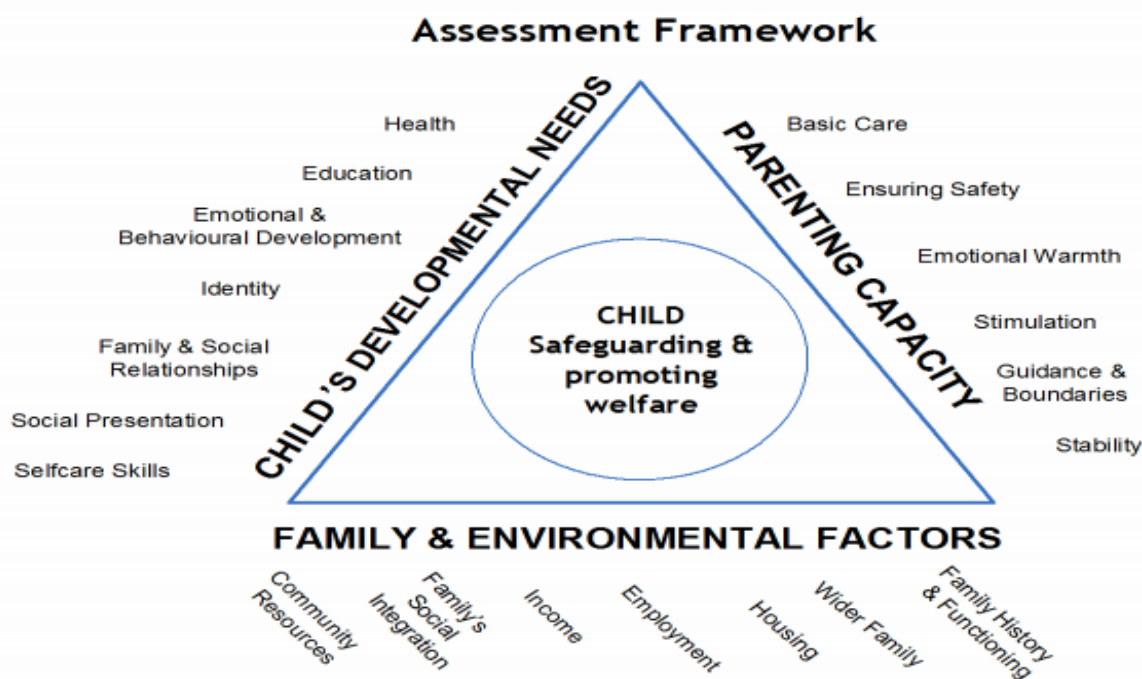 Assessment Framework
CHILD'S DEVELOPMENTAL NEEDS
Health
Education
Emotional &
Behavioural Development
Identity
Family & Social
Relationships
Social Presentation
Selfcare Skills
PARENTING CAPACITY
Basic Care
Ensuring Safety
Emotional Warmth
Stimulation
Guidance &
Boundaries
Stability
CHILD
Safeguarding &
promoting
welfare
FAMILY & ENVIRONMENTAL FACTORS
Community
Resources
Family's
Social
Integration
Income
Employment
Housing
Wider Family
Family History
& Functioning